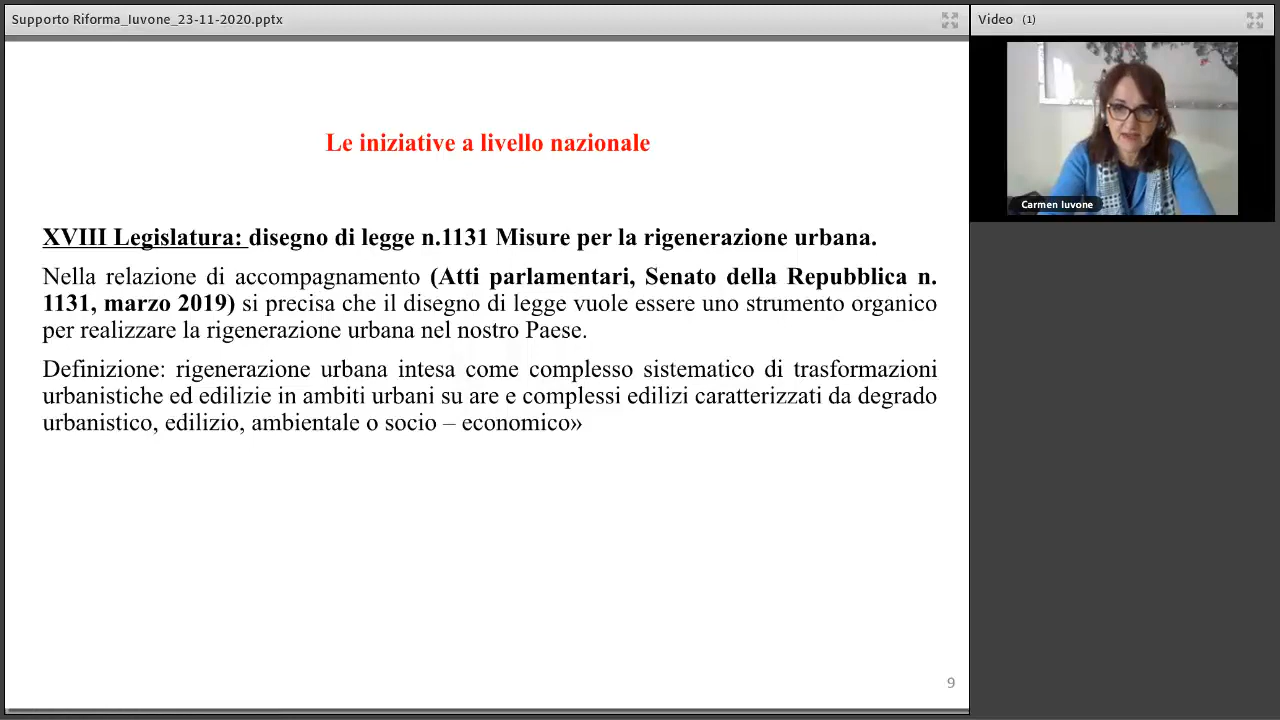 Supporto Riforma_Iuvone_23-11-2020.pptx
Video (1)
Carmen Iuvone
Le iniziative a livello nazionale
XVIII Legislatura: disegno di legge n.1131 Misure per la rigenerazione urbana.
Nella relazione di accompagnamento (Atti parlamentari, Senato della Repubblica n.
1131, marzo 2019) si precisa che il disegno di legge vuole essere uno strumento organico
per realizzare la rigenerazione urbana nel nostro Paese.
Definizione: rigenerazione urbana intesa come complesso sistematico di trasformazioni
urbanistiche ed edilizie in ambiti urbani su are e complessi edilizi caratterizzati da degrado
urbanistico, edilizio, ambientale o socio – economico»
9